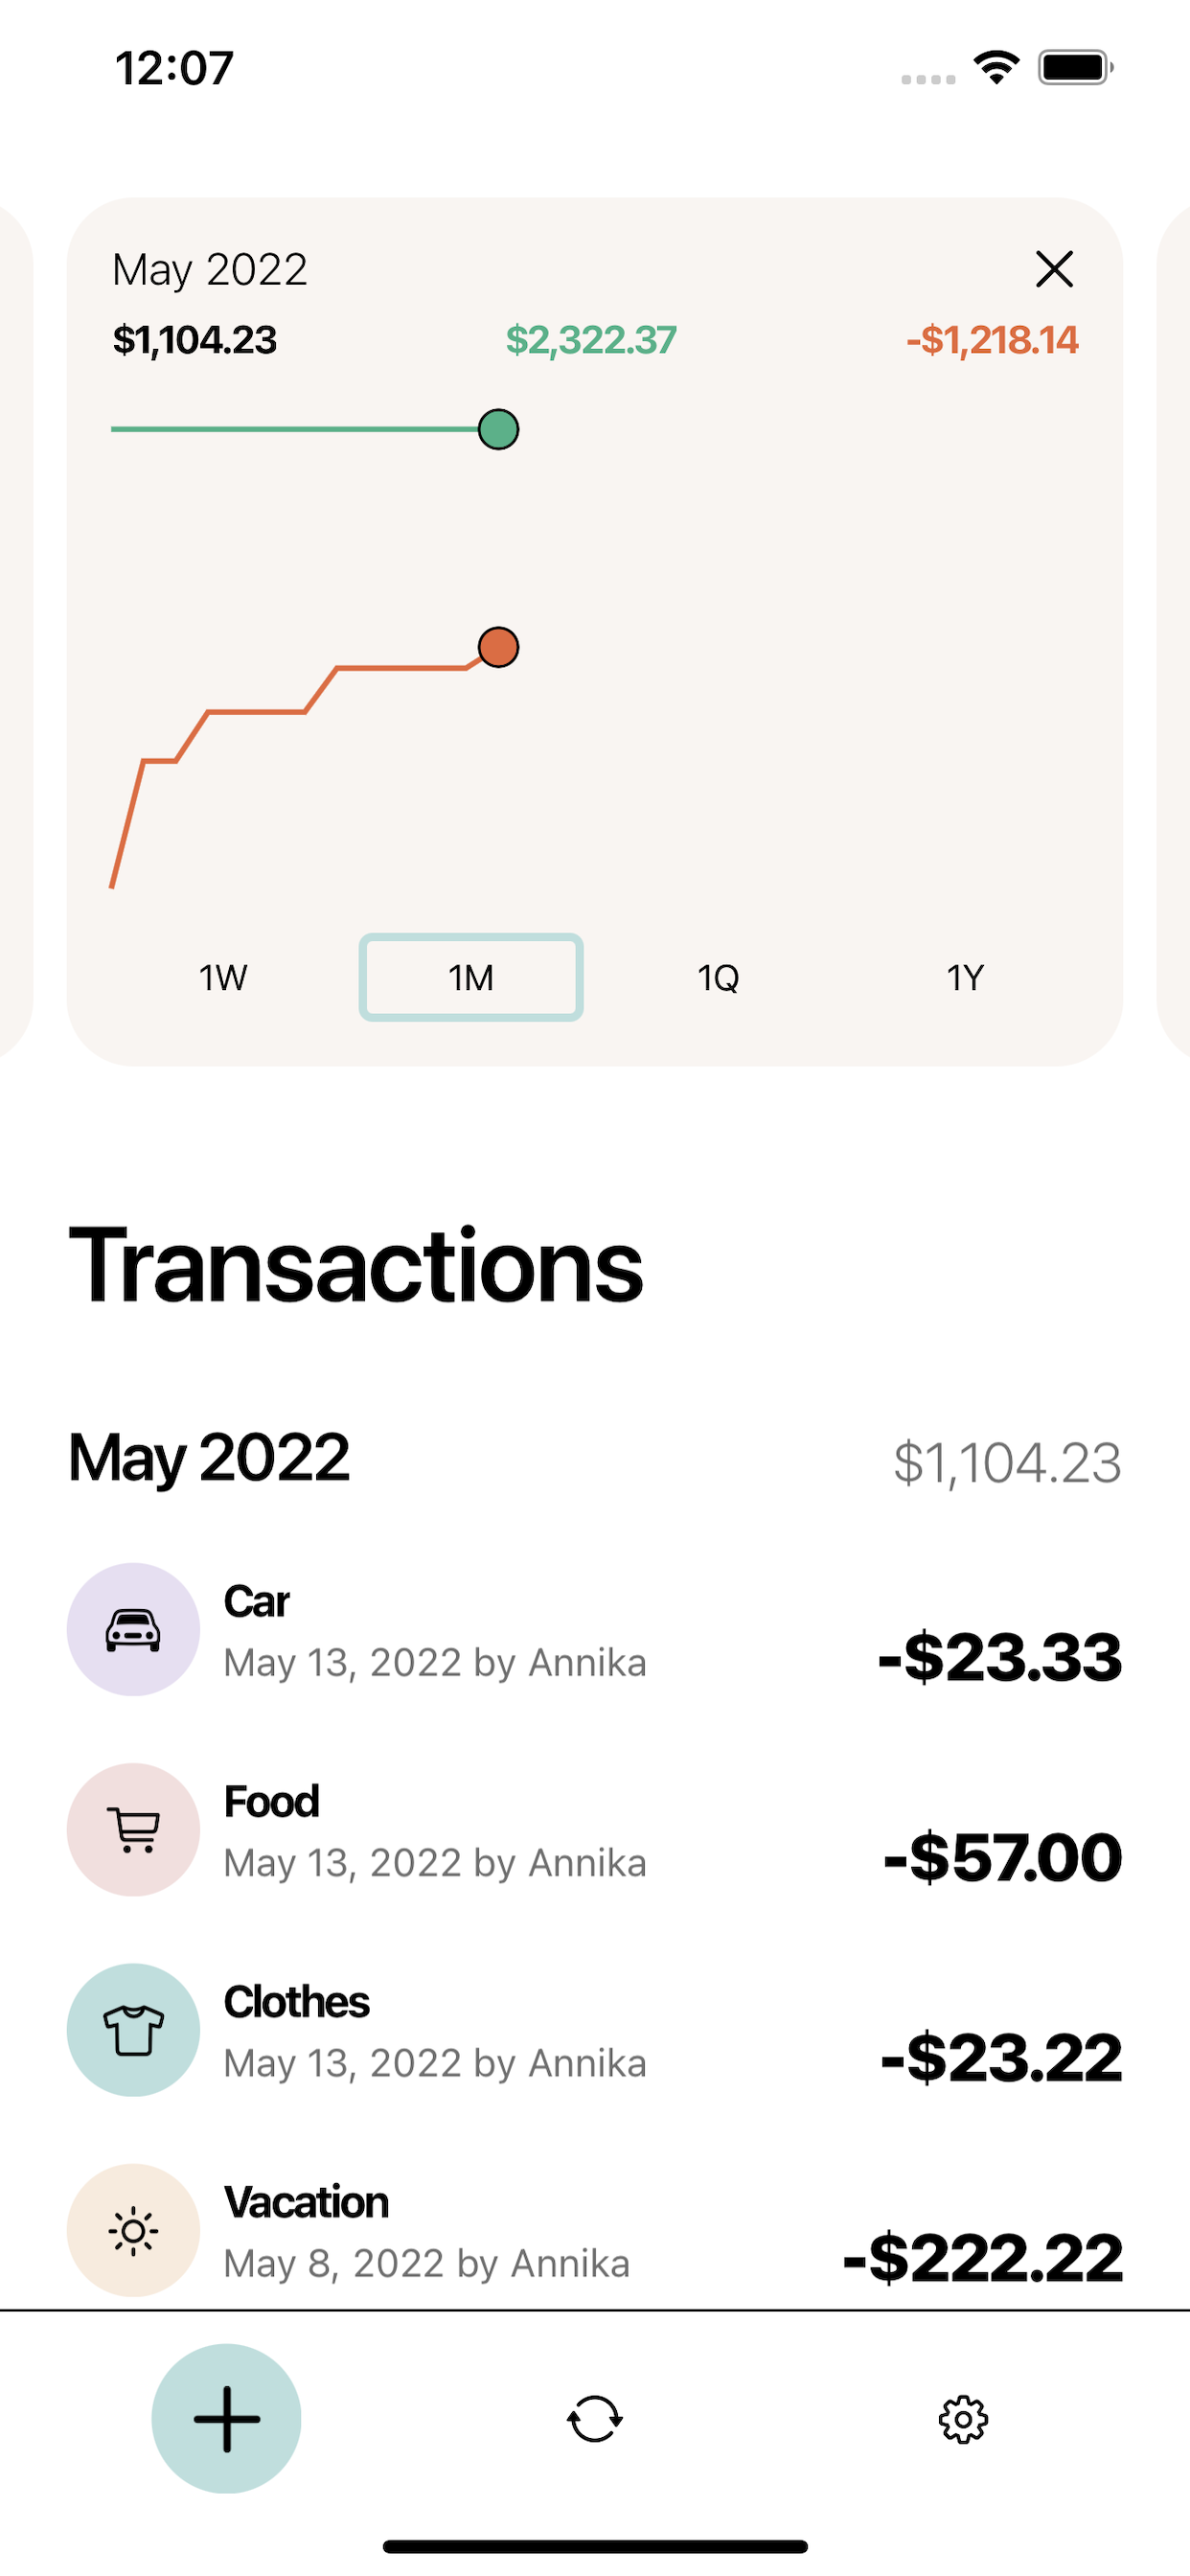 12:07
May 2022
$1,104.23 $2,322.37 -$1,218.14
1W 1M 1Q 1Y
Transactions
May 2022 $1,104.23
Car
May 13, 2022 by Annika -$23.33
Food
May 13, 2022 by Annika -$57.00
Clothes
May 13, 2022 by Annika -$23.22
Vacation
May 8, 2022 by Annika -$222.22